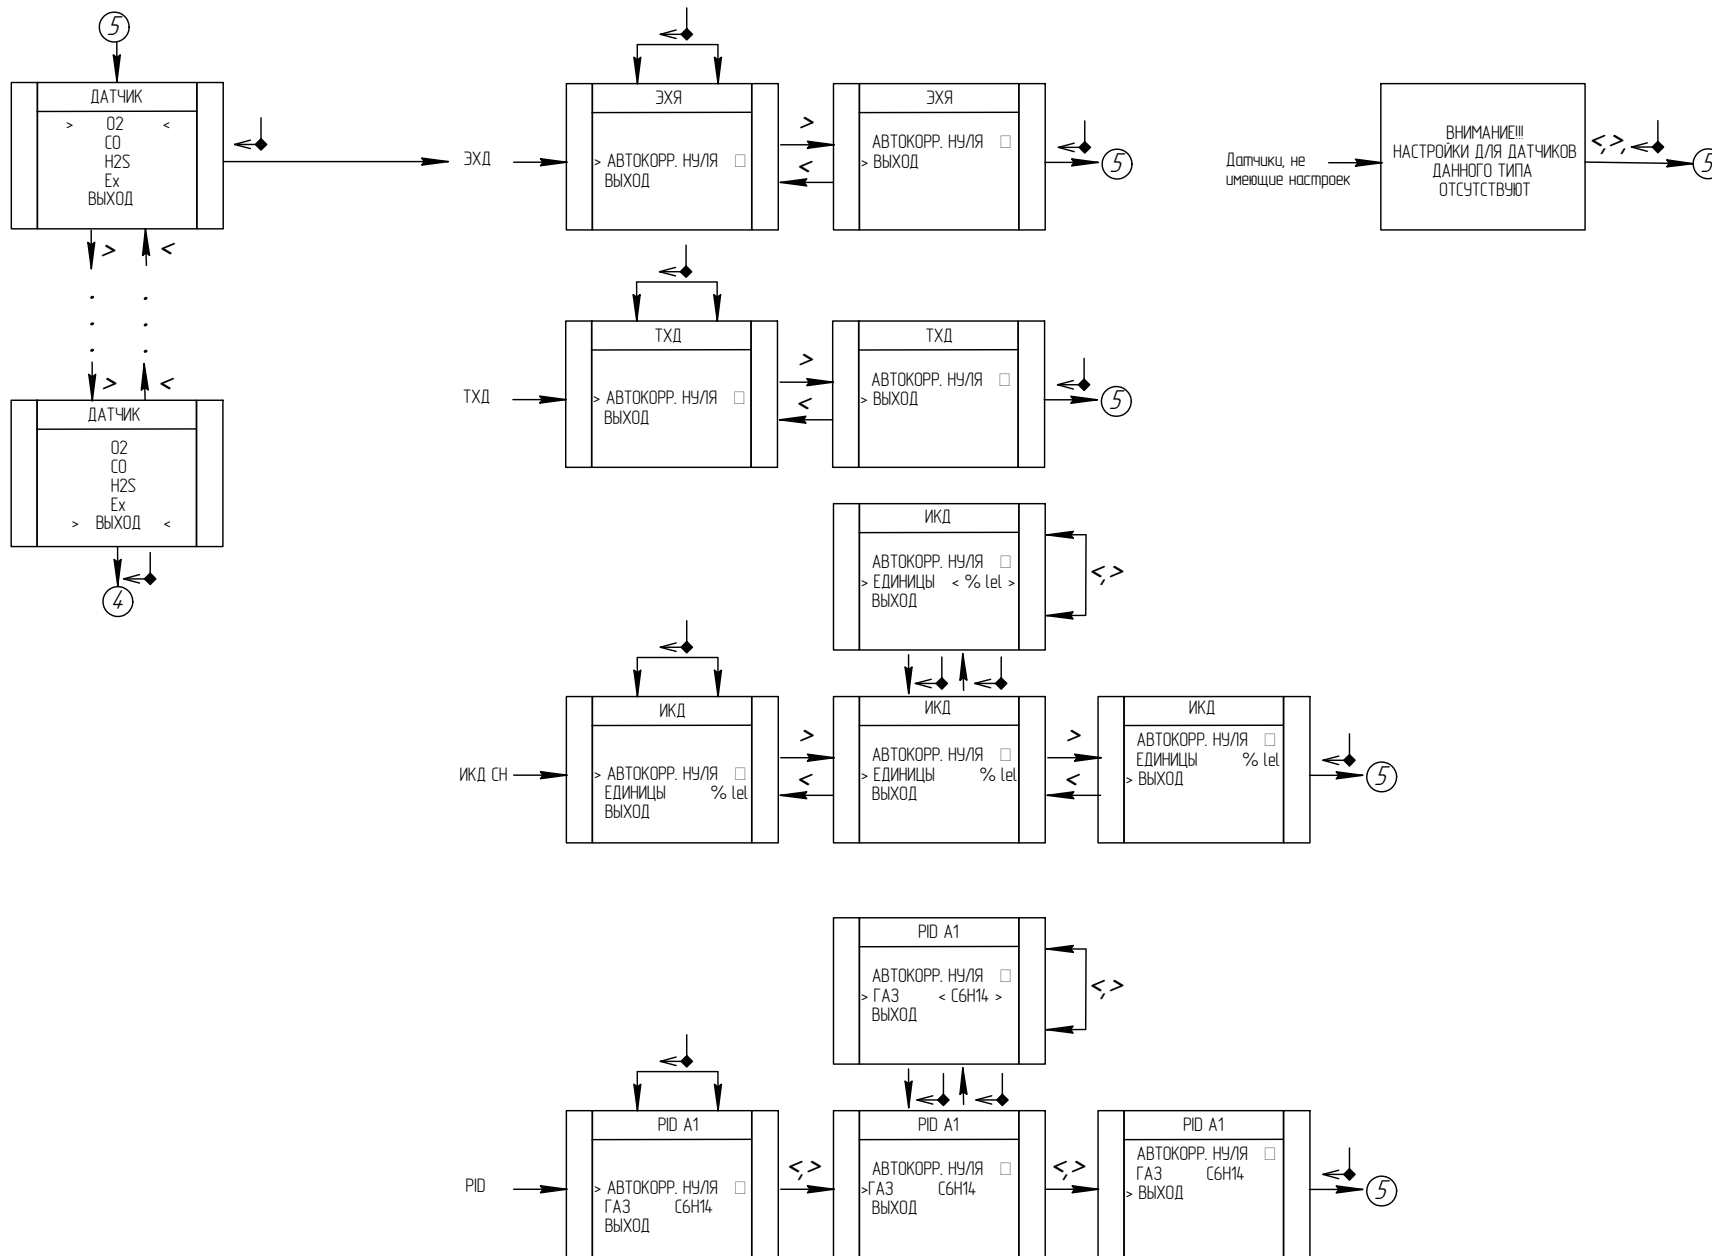 5
ДАТЧИК
> O2 <
CO
H2S
Ex
ВЫХОД
> <
> <
ДАТЧИК
O2
CO
H2S
Ex
> ВЫХОД <
4
ЭХД
ЭХЯ
> АВТОКОРР. НУЛЯ □
ВЫХОД
>
<
ЭХЯ
АВТОКОРР. НУЛЯ □
> ВЫХОД
5
Датчики, не
имеющие настроек
ВНИМАНИЕ!!!
НАСТРОЙКИ ДЛЯ ДАТЧИКОВ
ДАННОГО ТИПА
ОТСУТСТВУЮТ
<,>,
5
ТХД
ТХД
> АВТОКОРР. НУЛЯ □
ВЫХОД
>
<
ТХД
АВТОКОРР. НУЛЯ □
> ВЫХОД
5
ИКД
АВТОКОРР. НУЛЯ □
> ЕДИНИЦЫ < % lel >
ВЫХОД
<,>
ИКД CH
ИКД
> АВТОКОРР. НУЛЯ □
ЕДИНИЦЫ % lel
ВЫХОД
>
<
ИКД
АВТОКОРР. НУЛЯ □
> ЕДИНИЦЫ % lel
ВЫХОД
>
<
ИКД
АВТОКОРР. НУЛЯ □
ЕДИНИЦЫ % lel
> ВЫХОД
5
PID A1
АВТОКОРР. НУЛЯ □
> ГАЗ < C6H14 >
ВЫХОД
<,>
PID
PID A1
> АВТОКОРР. НУЛЯ □
ГАЗ C6H14
ВЫХОД
<,>
PID A1
АВТОКОРР. НУЛЯ □
>ГАЗ C6H14
ВЫХОД
<,>
PID A1
АВТОКОРР. НУЛЯ □
ГАЗ C6H14
> ВЫХОД
5